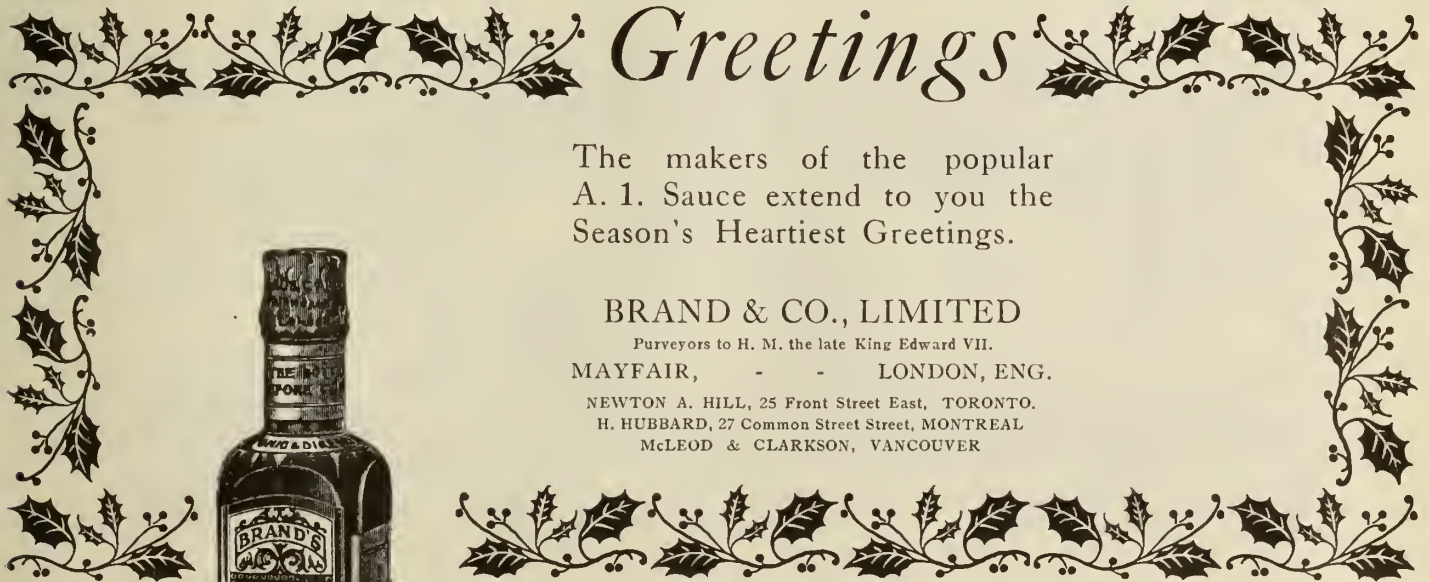 Greetings
The makers of the popular
A. 1. Sauce extend to you the
Season's Heartiest Greetings.
BRAND & CO., LIMITED
Purveyors to H. M. the late King Edward VII.
MAYFAIR, - - LONDON, ENG.
NEWTON A. HILL, 25 Front Street East, TORONTO.
H. HUBBARD, 27 Common Street Street, MONTREAL
McLEOD & CLARKSON, VANCOUVER
BRAND'S